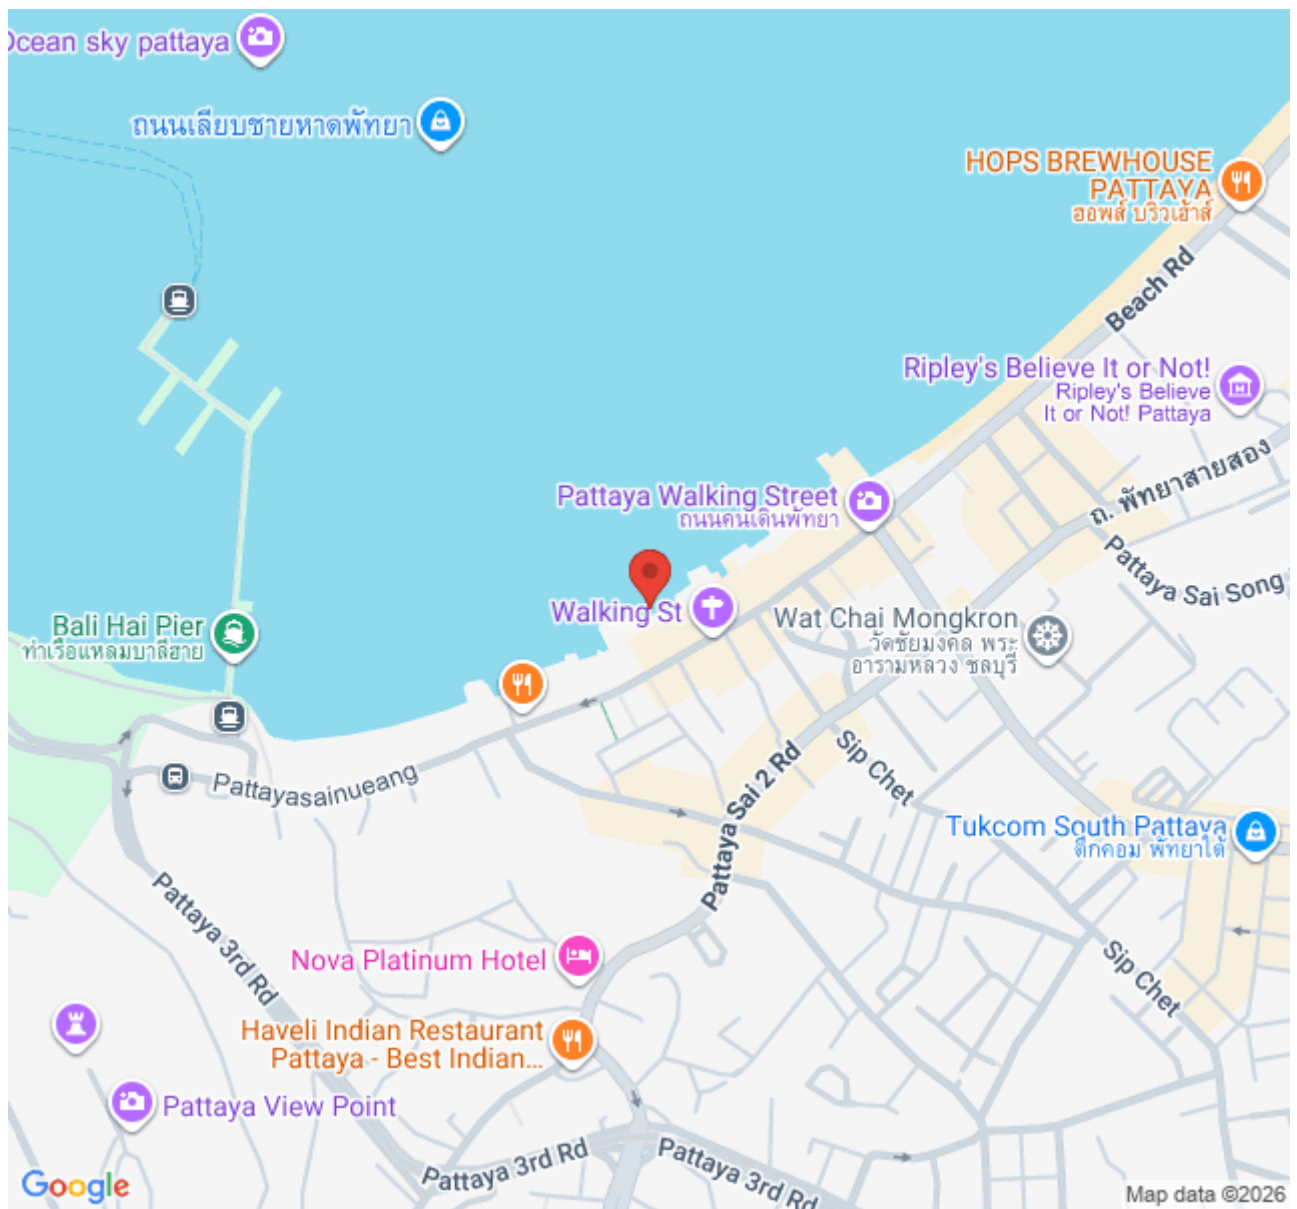 Ocean sky pattaya
ถนนเลียบชายหาดพัทยา
HOPS BREWHOUSE
PATTAYA
ฮอพส์ บริวเฮ้าส์
Beach Rd
Ripley's Believe It or Not!
Ripley's Believe
It or Not! Pattaya
ถ. พัทยาสายสอง
Pattaya Walking Street
ถนนคนเดินพัทยา
Pattaya Sai Song
Walking St
Bali Hai Pier
ท่าเรือแหลมบาลีฮาย
Wat Chai Mongkron
วัดชัยมงคล พระ
อารามหลวง ชลบุรี
Pattayasainueang
Sip Chet
Pattaya Sai 2 Rd
Tukcom South Pattaya
ตึกคอม พัทยาใต้
Pattaya 3rd Rd
Nova Platinum Hotel
Sip Chet
Haveli Indian Restaurant
Pattaya - Best Indian...
Pattaya View Point
Pattaya 3rd Rd
Pattaya 3rd Rd
Google
Map data ©2026